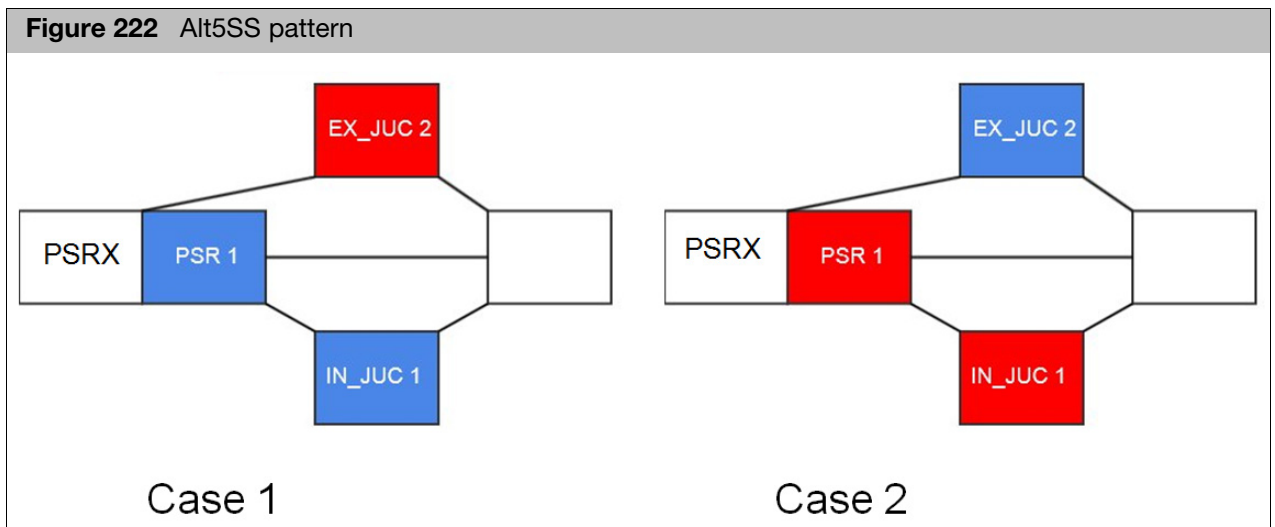 Figure 222 Alt5SS pattern
EX_JUC 2
PSRX
PSR 1
IN_JUC 1
Case 1
EX_JUC 2
PSRX
PSR 1
IN_JUC 1
Case 2